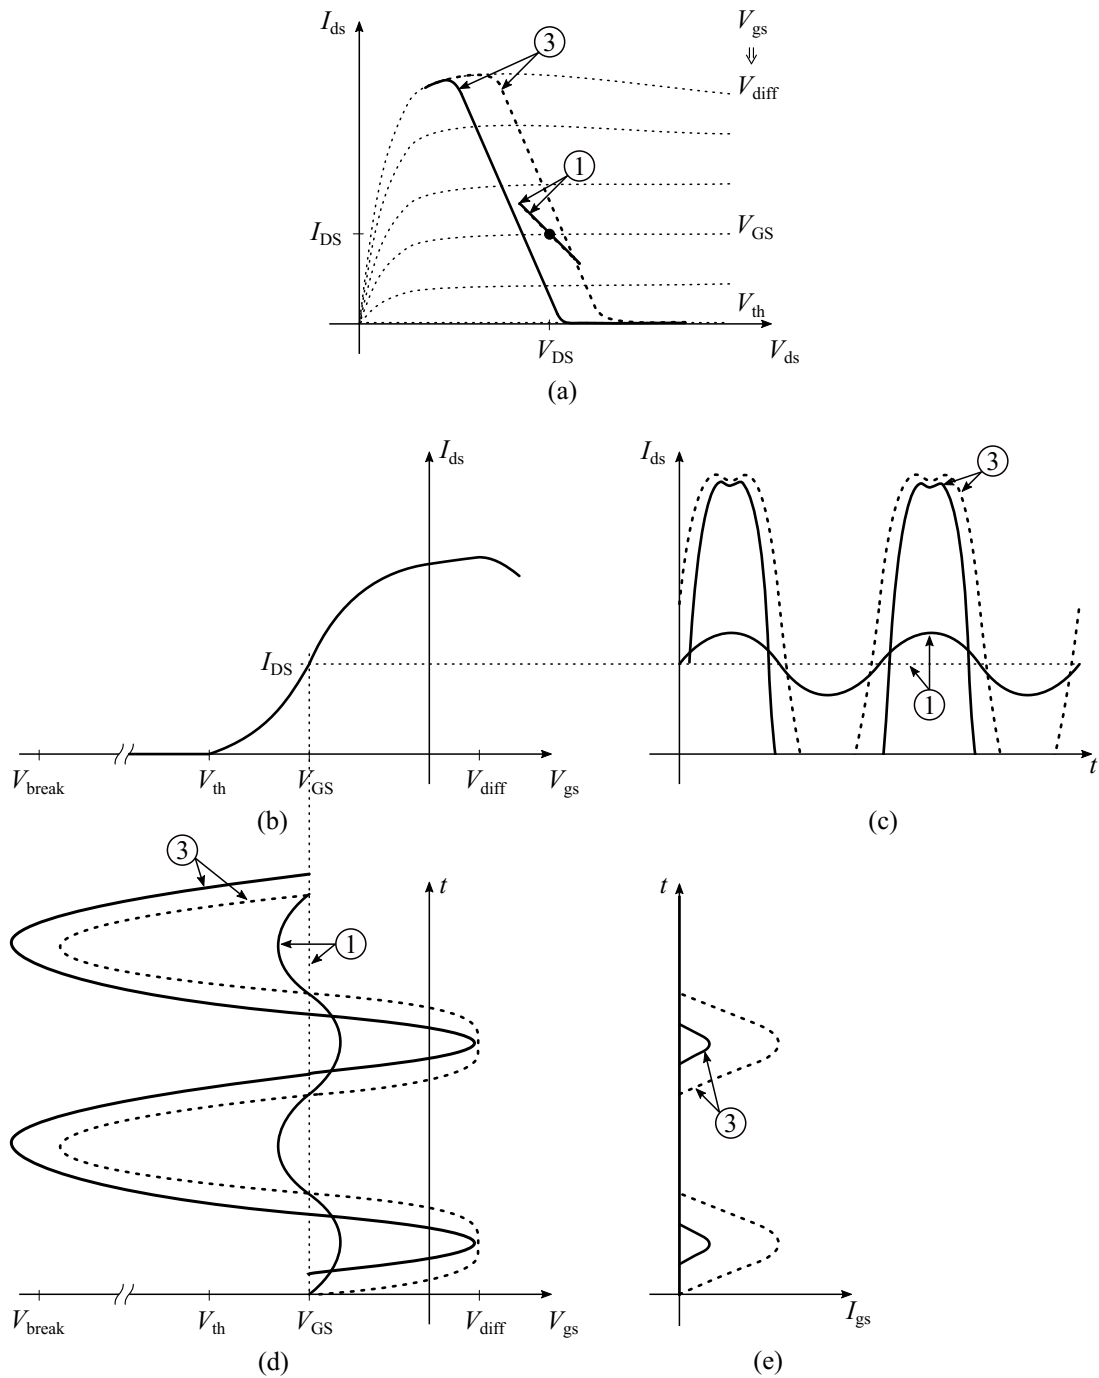 I_ds
③
V_gs
⇓
V_diff
①
I_DS
V_GS
V_th
V_DS
V_ds
(a)
I_ds
I_DS
V_break
V_th
V_GS
V_diff
V_gs
(b)
I_ds
③
①
t
(c)
③
t
①
V_break
V_th
V_GS
V_diff
V_gs
(d)
t
③
I_gs
(e)